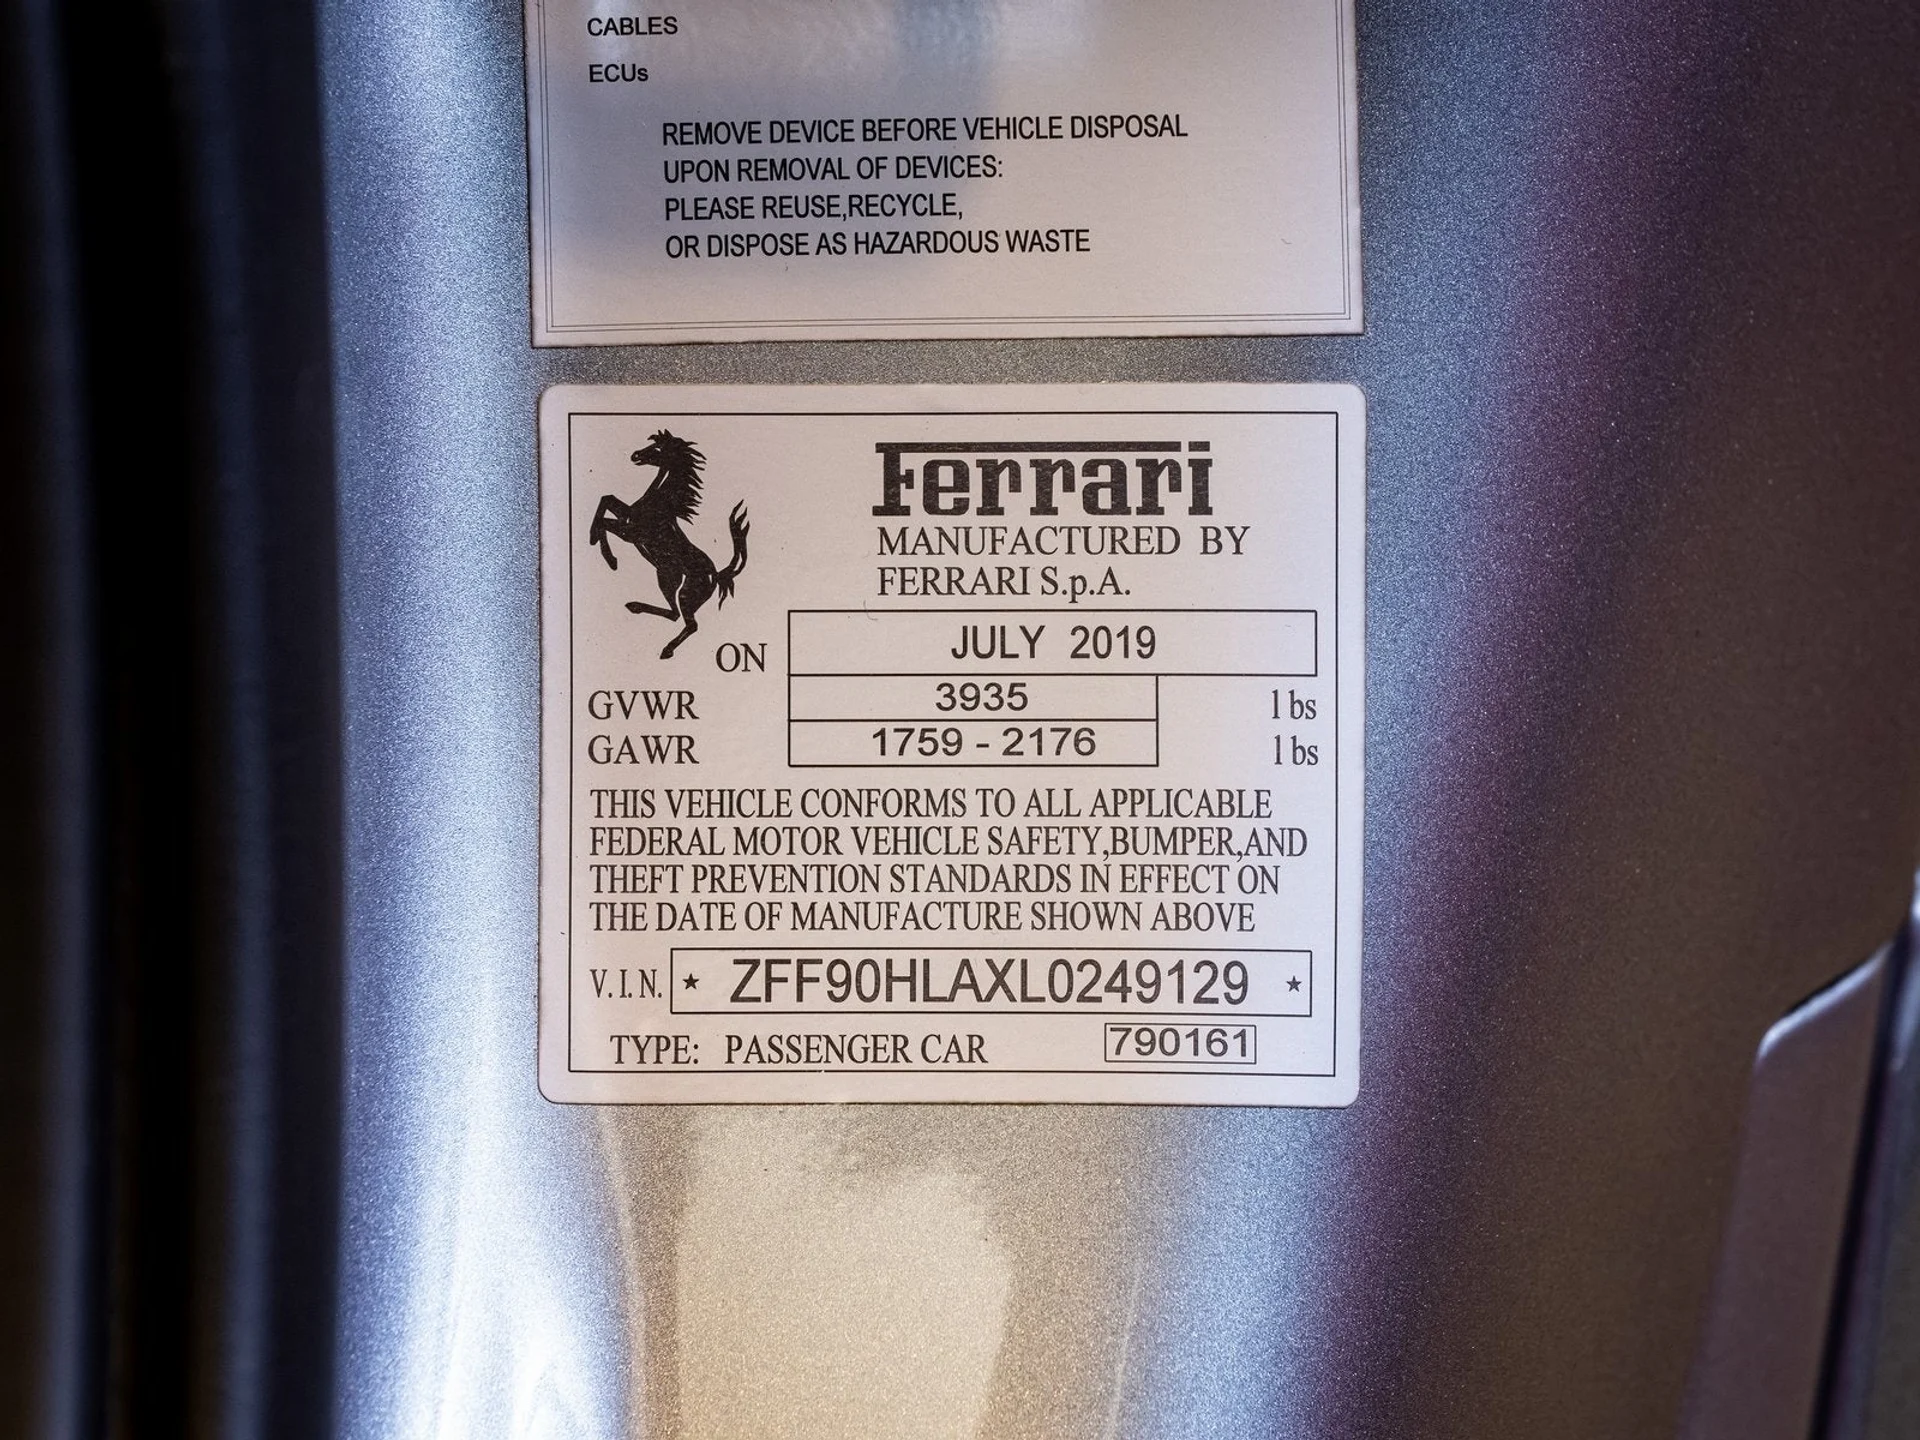 CABLES
ECUs
REMOVE DEVICE BEFORE VEHICLE DISPOSAL
UPON REMOVAL OF DEVICES:
PLEASE REUSE,RECYCLE,
OR DISPOSE AS HAZARDOUS WASTE
Ferrari
MANUFACTURED BY
FERRARI S.p.A.
ON JULY 2019
GVWR 3935 lbs
GAWR 1759 - 2176 lbs
THIS VEHICLE CONFORMS TO ALL APPLICABLE
FEDERAL MOTOR VEHICLE SAFETY,BUMPER,AND
THEFT PREVENTION STANDARDS IN EFFECT ON
THE DATE OF MANUFACTURE SHOWN ABOVE
V.I.N. ★ ZFF90HLAXL0249129 ★
TYPE: PASSENGER CAR 790161